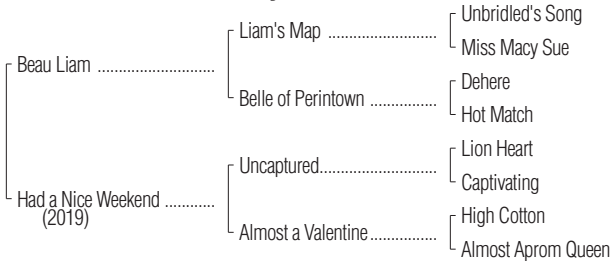 Unbridled's Song
Liam's Map ..........................
Miss Macy Sue
Beau Liam ............................
Dehere
Belle of Perintown ................
Hot Match
Lion Heart
Uncaptured............................
Captivating
Had a Nice Weekend ............
(2019)
High Cotton
Almost a Valentine................
Almost Aprom Queen